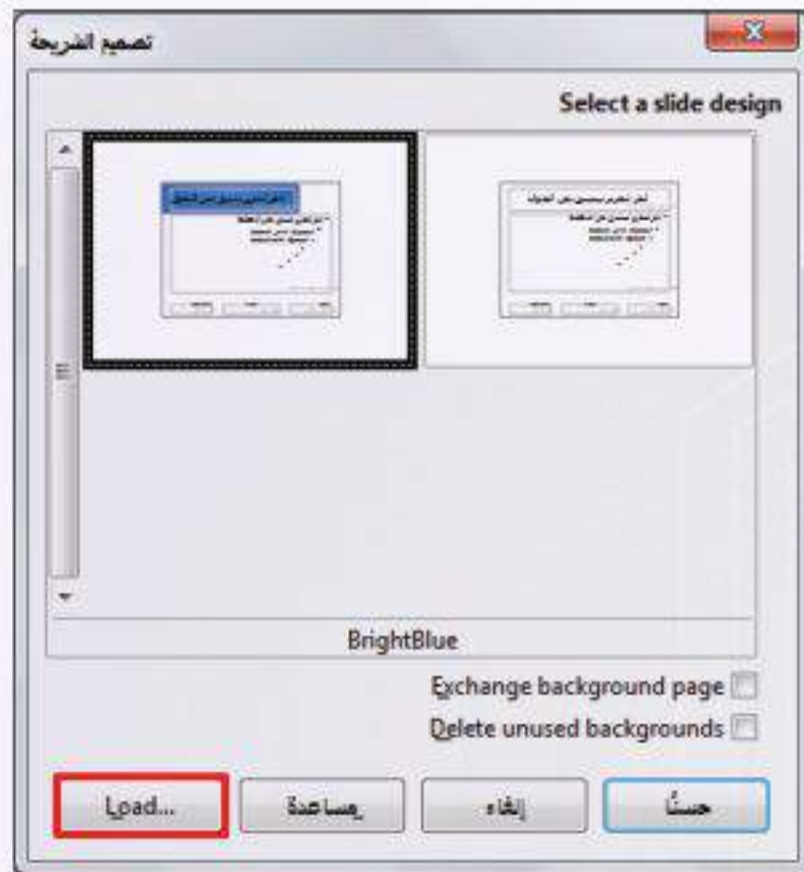 تصميم الشريحة
Select a slide design
BrightBlue
Exchange background page
Delete unused backgrounds
حسنًا
إلغاء
مساعدة
Load...